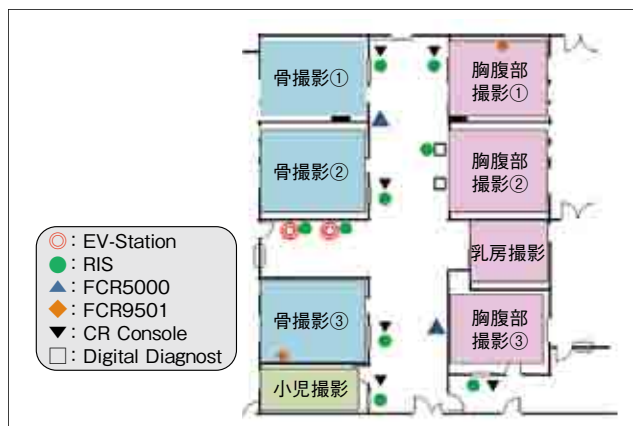 骨撮影①
胸腹部
撮影①
骨撮影②
胸腹部
撮影②
乳房撮影
骨撮影③
胸腹部
撮影③
小児撮影
: EV-Station
: RIS
: FCR5000
: FCR9501
: CR Console
: Digital Diagnost